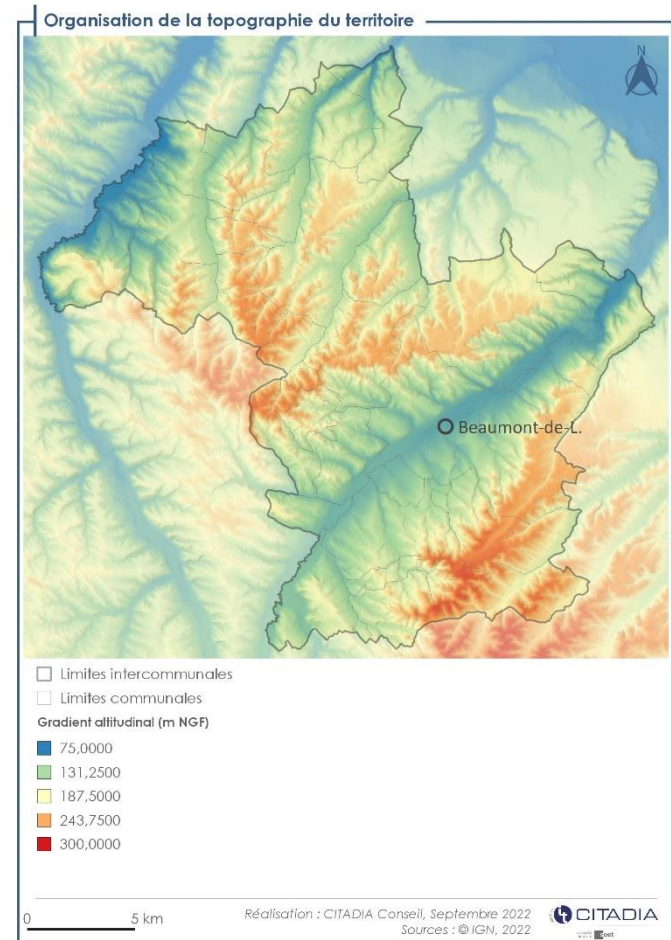 Organisation de la topographie du territoire
N
Beaumont-de-L.
Limites intercommunales
Limites communales
Gradient altitudinal (m NGF)
75,0000
131,2500
187,5000
243,7500
300,0000
0 5 km
Réalisation : CITADIA Conseil, Septembre 2022
Sources : © IGN, 2022
CITADIA